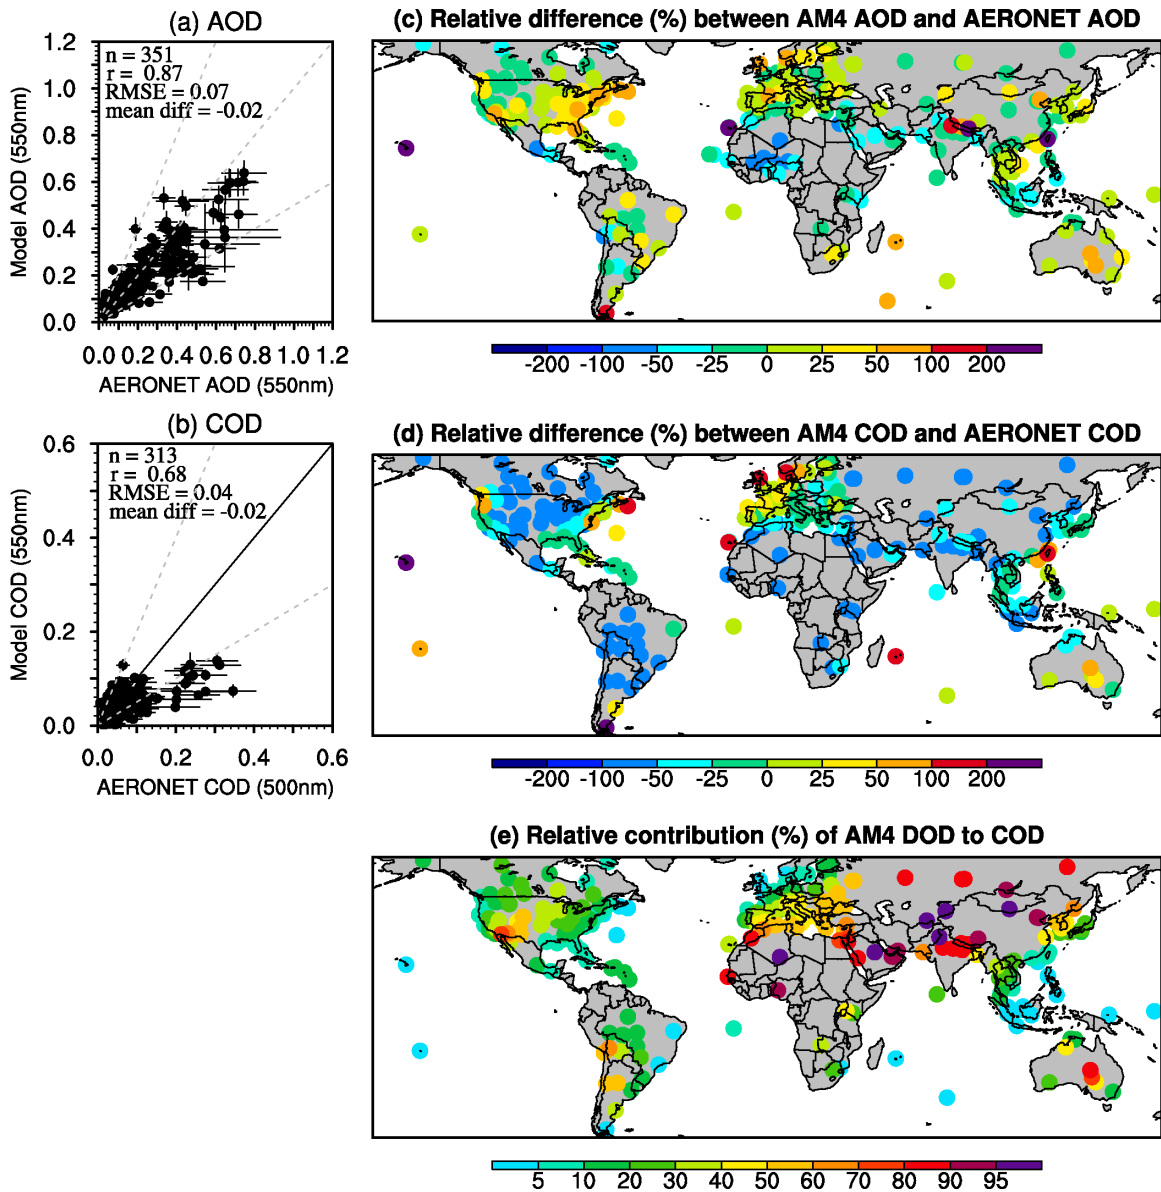 (a) AOD
1.2
1.0
0.8
0.6
0.4
0.2
0.0
Model AOD (550nm)
n = 351
r = 0.87
RMSE = 0.07
mean diff = -0.02
0.0 0.2 0.4 0.6 0.8 1.0 1.2
AERONET AOD (550nm)
(c) Relative difference (%) between AM4 AOD and AERONET AOD
-200 -100 -50 -25 0 25 50 100 200
(b) COD
0.6
0.4
0.2
0.0
Model COD (550nm)
n = 313
r = 0.68
RMSE = 0.04
mean diff = -0.02
0.0 0.2 0.4 0.6
AERONET COD (500nm)
(d) Relative difference (%) between AM4 COD and AERONET COD
-200 -100 -50 -25 0 25 50 100 200
(e) Relative contribution (%) of AM4 DOD to COD
5 10 20 30 40 50 60 70 80 90 95